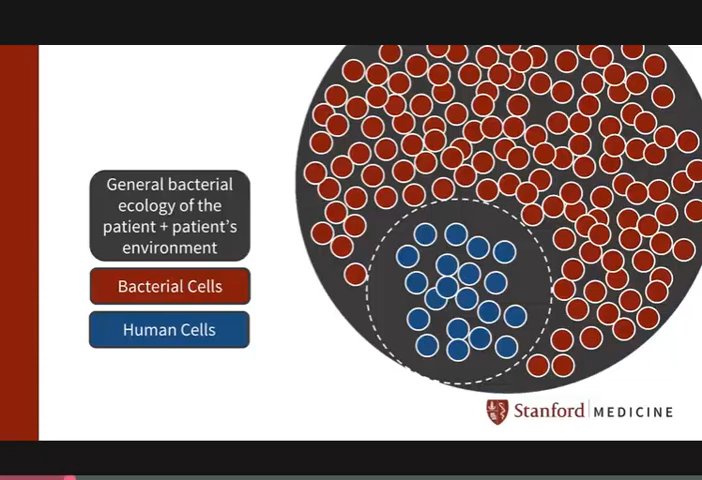 General bacterial
ecology of the
patient + patient's
environment
Bacterial Cells
Human Cells
Stanford MEDICINE